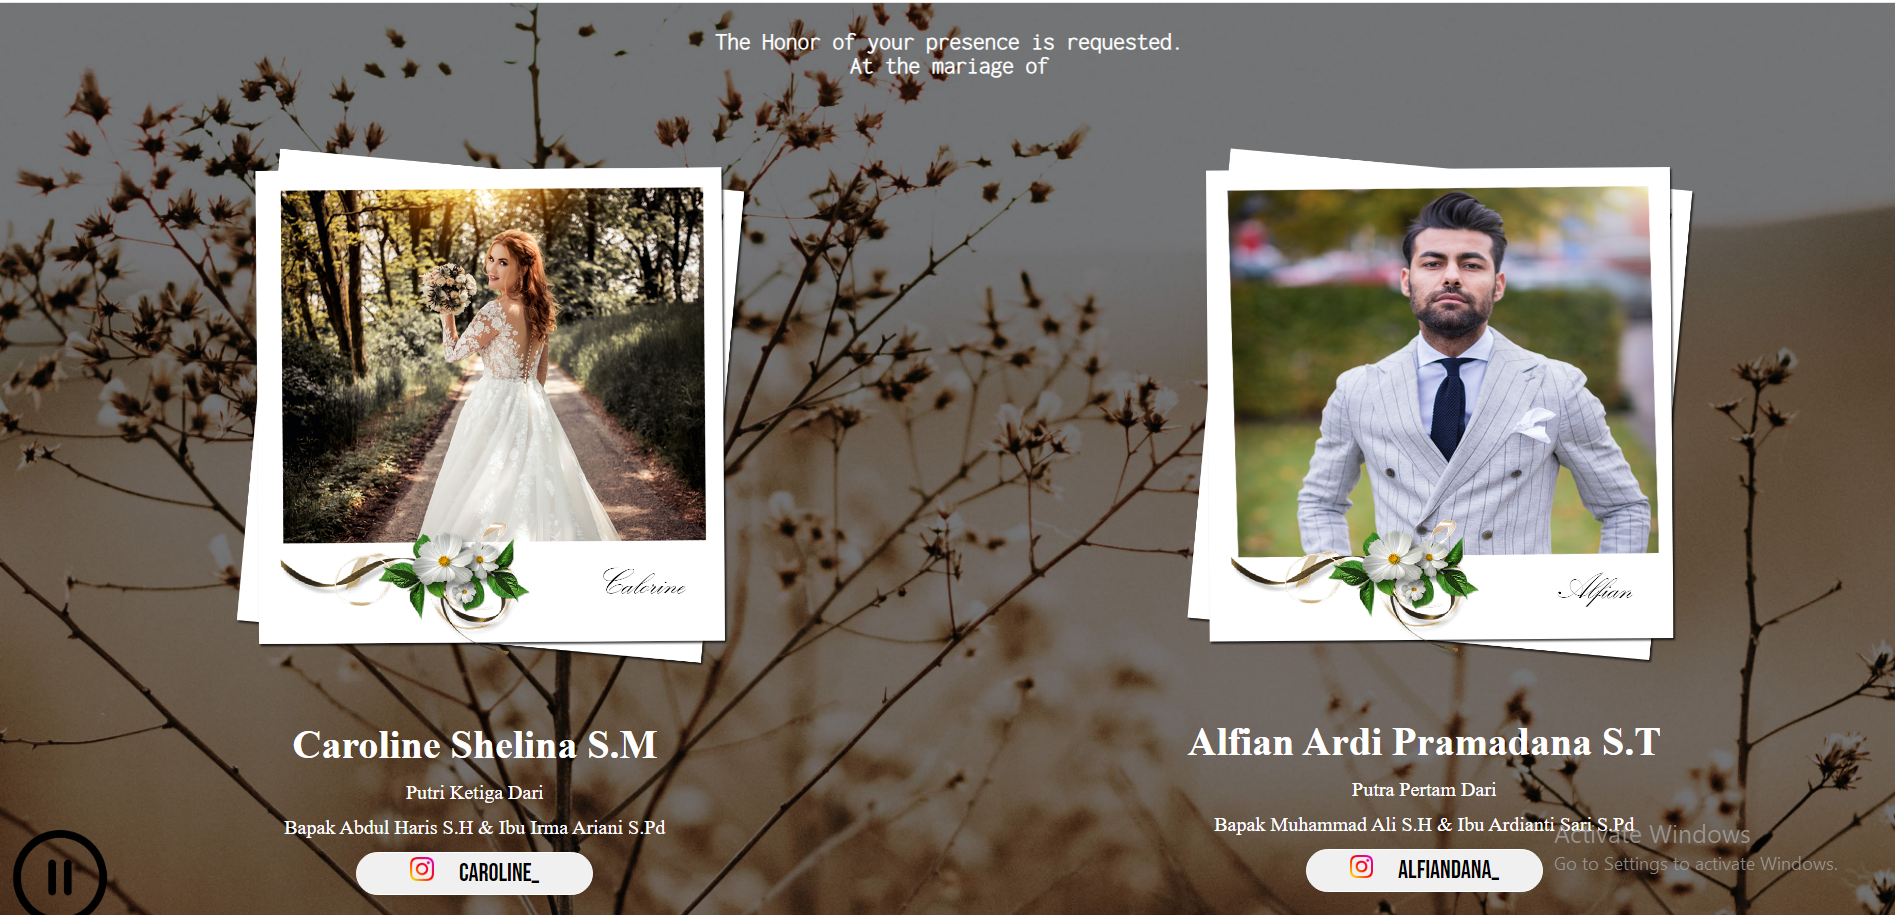 The Honor of your presence is requested.
At the mariage of
Calorine
Alfian
Caroline Shelina S.M
Putri Ketiga Dari
Bapak Abdul Haris S.H & Ibu Irma Ariani S.Pd
CAROLINE_
Alfian Ardi Pramadana S.T
Putra Pertam Dari
Bapak Muhammad Ali S.H & Ibu Ardianti Sari S.Pd
ALFIANDANA_
Activate Windows
Go to Settings to activate Windows.